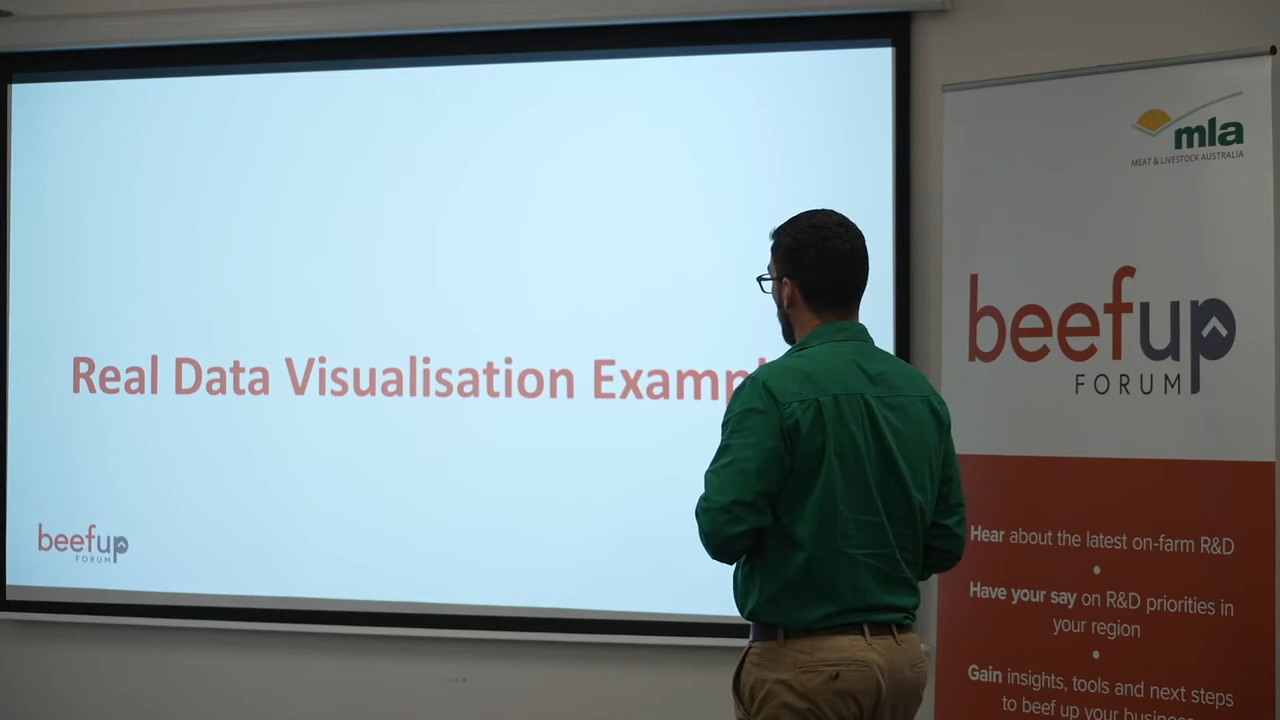 Real Data Visualisation Examp
beefup
FORUM
mla
MEAT & LIVESTOCK AUSTRALIA
beefup
FORUM
Hear about the latest on-farm R&D
•
Have your say on R&D priorities in
your region
•
Gain insights, tools and next steps
to beef up your